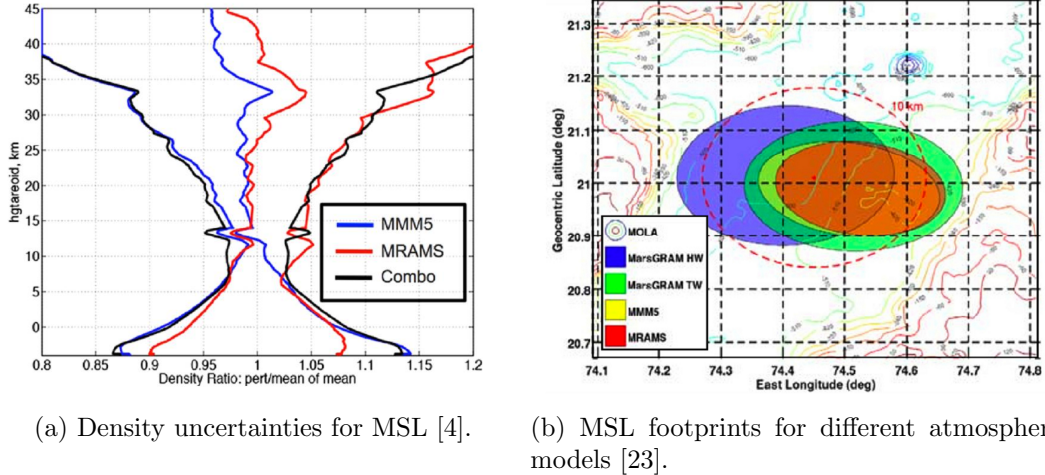 45
40
35
30
25
20
15
10
5
0
hgtareoid, km
MMM5
MRAMS
Combo
0.8 0.85 0.9 0.95 1 1.05 1.1 1.15 1.2
Density Ratio: pert/mean of mean
21.3
21.2
21.1
21
20.9
20.8
20.7
Geocentric Latitude (deg)
10 km
MOLA
MarsGRAM HW
MarsGRAM TW
MMM5
MRAMS
74.1 74.2 74.3 74.4 74.5 74.6 74.7 74.8
East Longitude (deg)
(a) Density uncertainties for MSL [4].
(b) MSL footprints for different atmospher
models [23].